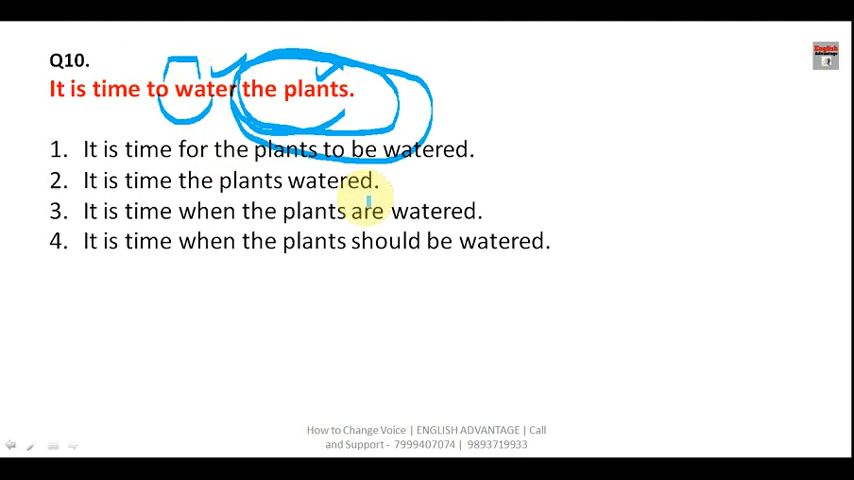 Q10.
English
Advantage
It is time to water the plants.
1. It is time for the plants to be watered.
2. It is time the plants watered.
3. It is time when the plants are watered.
4. It is time when the plants should be watered.
How to Change Voice | ENGLISH ADVANTAGE | Call
and Support - 7999407074 | 9893719933